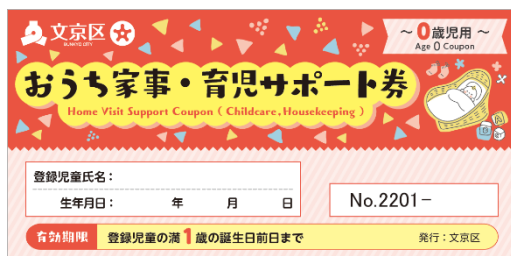 文京区
BUNKYO CITY
～0歳児用～
Age 0 Coupon
おうち家事・育児サポート券
Home Visit Support Coupon ( Childcare, Housekeeping )
登録児童氏名：
生年月日： 年 月 日
No.2201－
有効期限 登録児童の満1歳の誕生日前日まで 発行：文京区